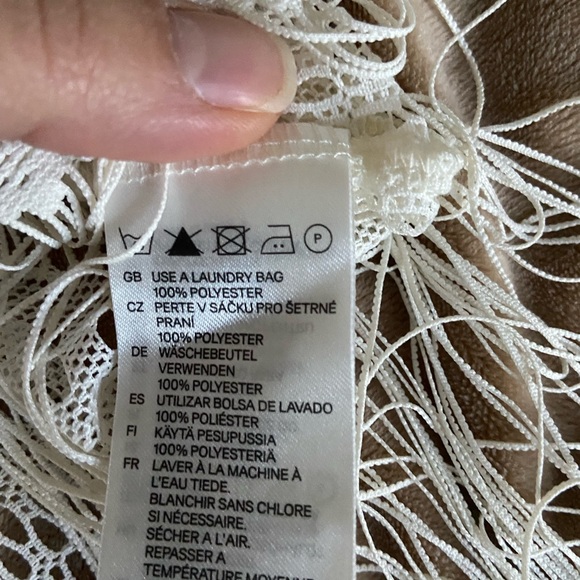 P
GB USE A LAUNDRY BAG
100% POLYESTER
CZ PERTE V SÁČKU PRO ŠETRNÉ
PRANÍ
100% POLYESTER
DE WÄSCHEBEUTEL
VERWENDEN
100% POLYESTER
ES UTILIZAR BOLSA DE LAVADO
100% POLIÉSTER
FI KÄYTÄ PESUPUSSIA
100% POLYESTERIÄ
FR LAVER À LA MACHINE À
L'EAU TIEDE.
BLANCHIR SANS CHLORE
SI NÉCESSAIRE.
SÉCHER A L'AIR.
REPASSER A
TEMPÉRATURE MOYENNE